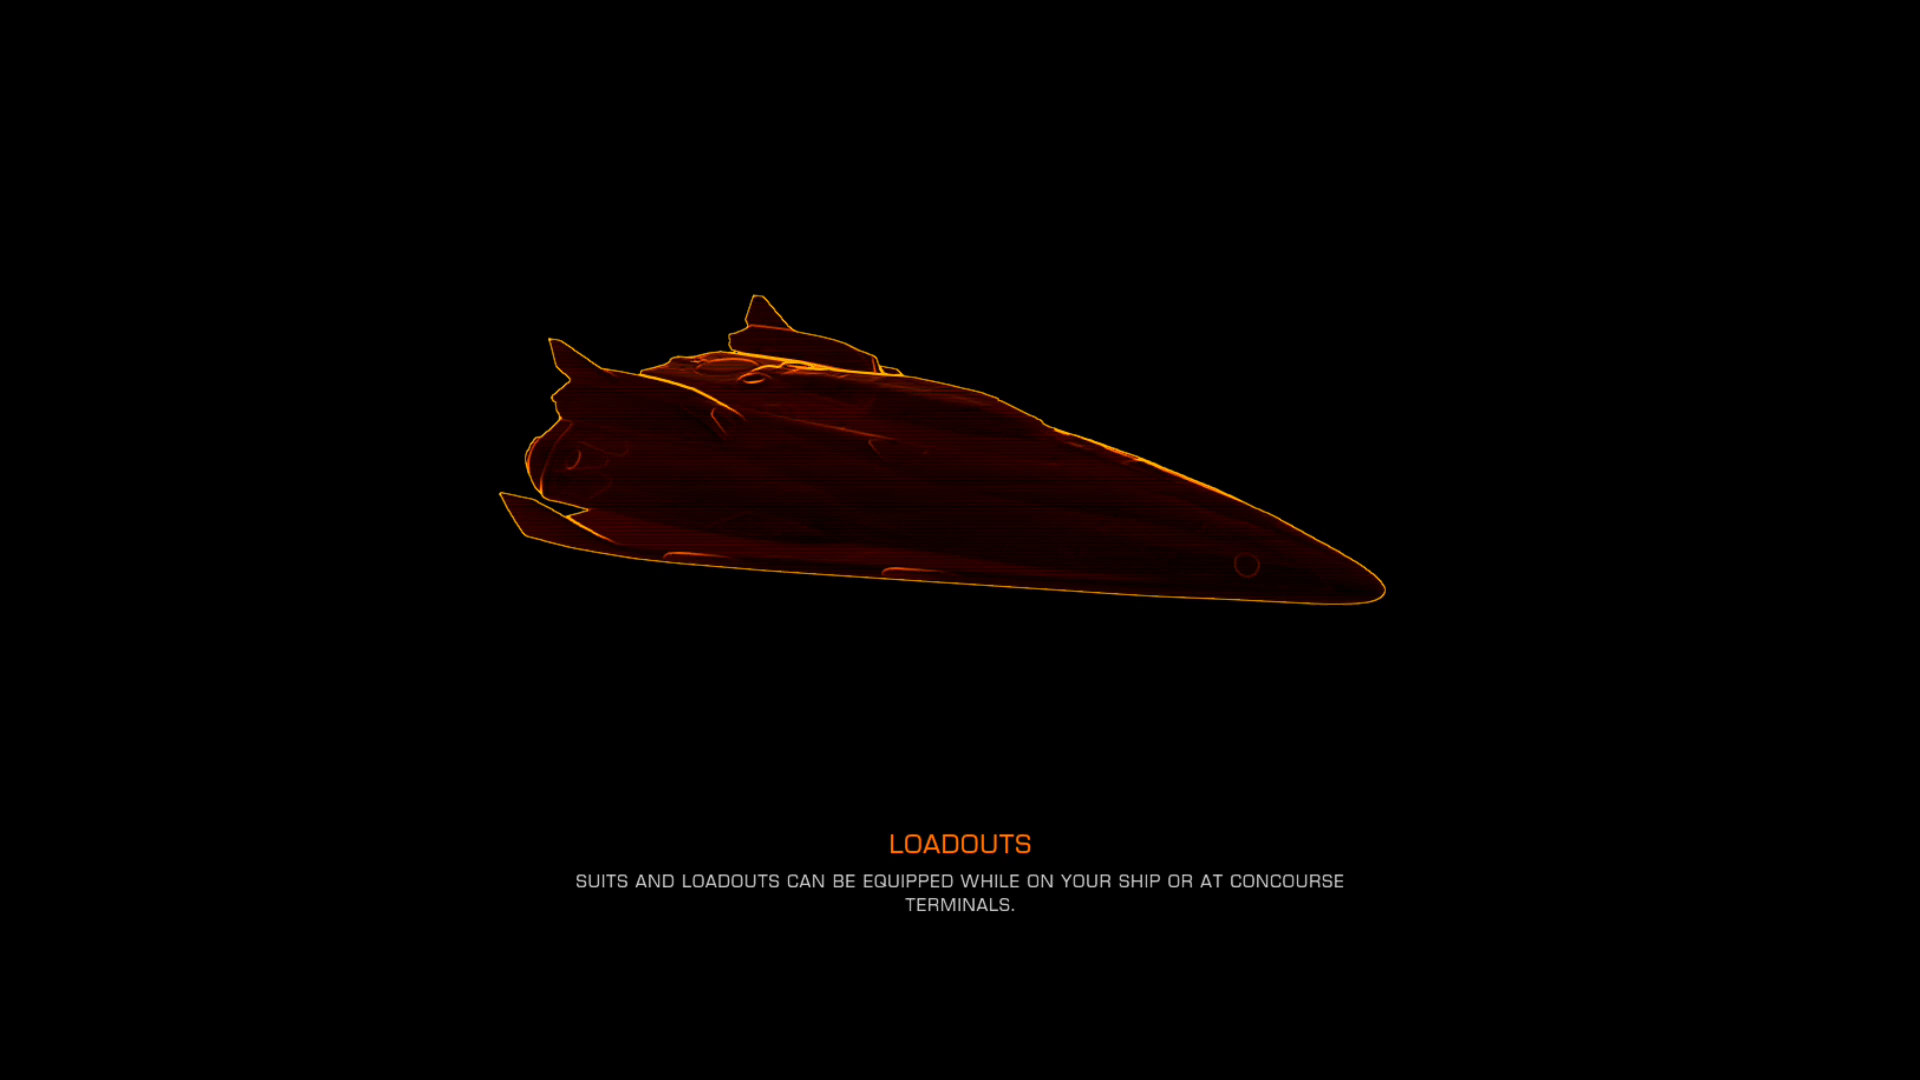 LOADOUTS
SUITS AND LOADOUTS CAN BE EQUIPPED WHILE ON YOUR SHIP OR AT CONCOURSE
TERMINALS.